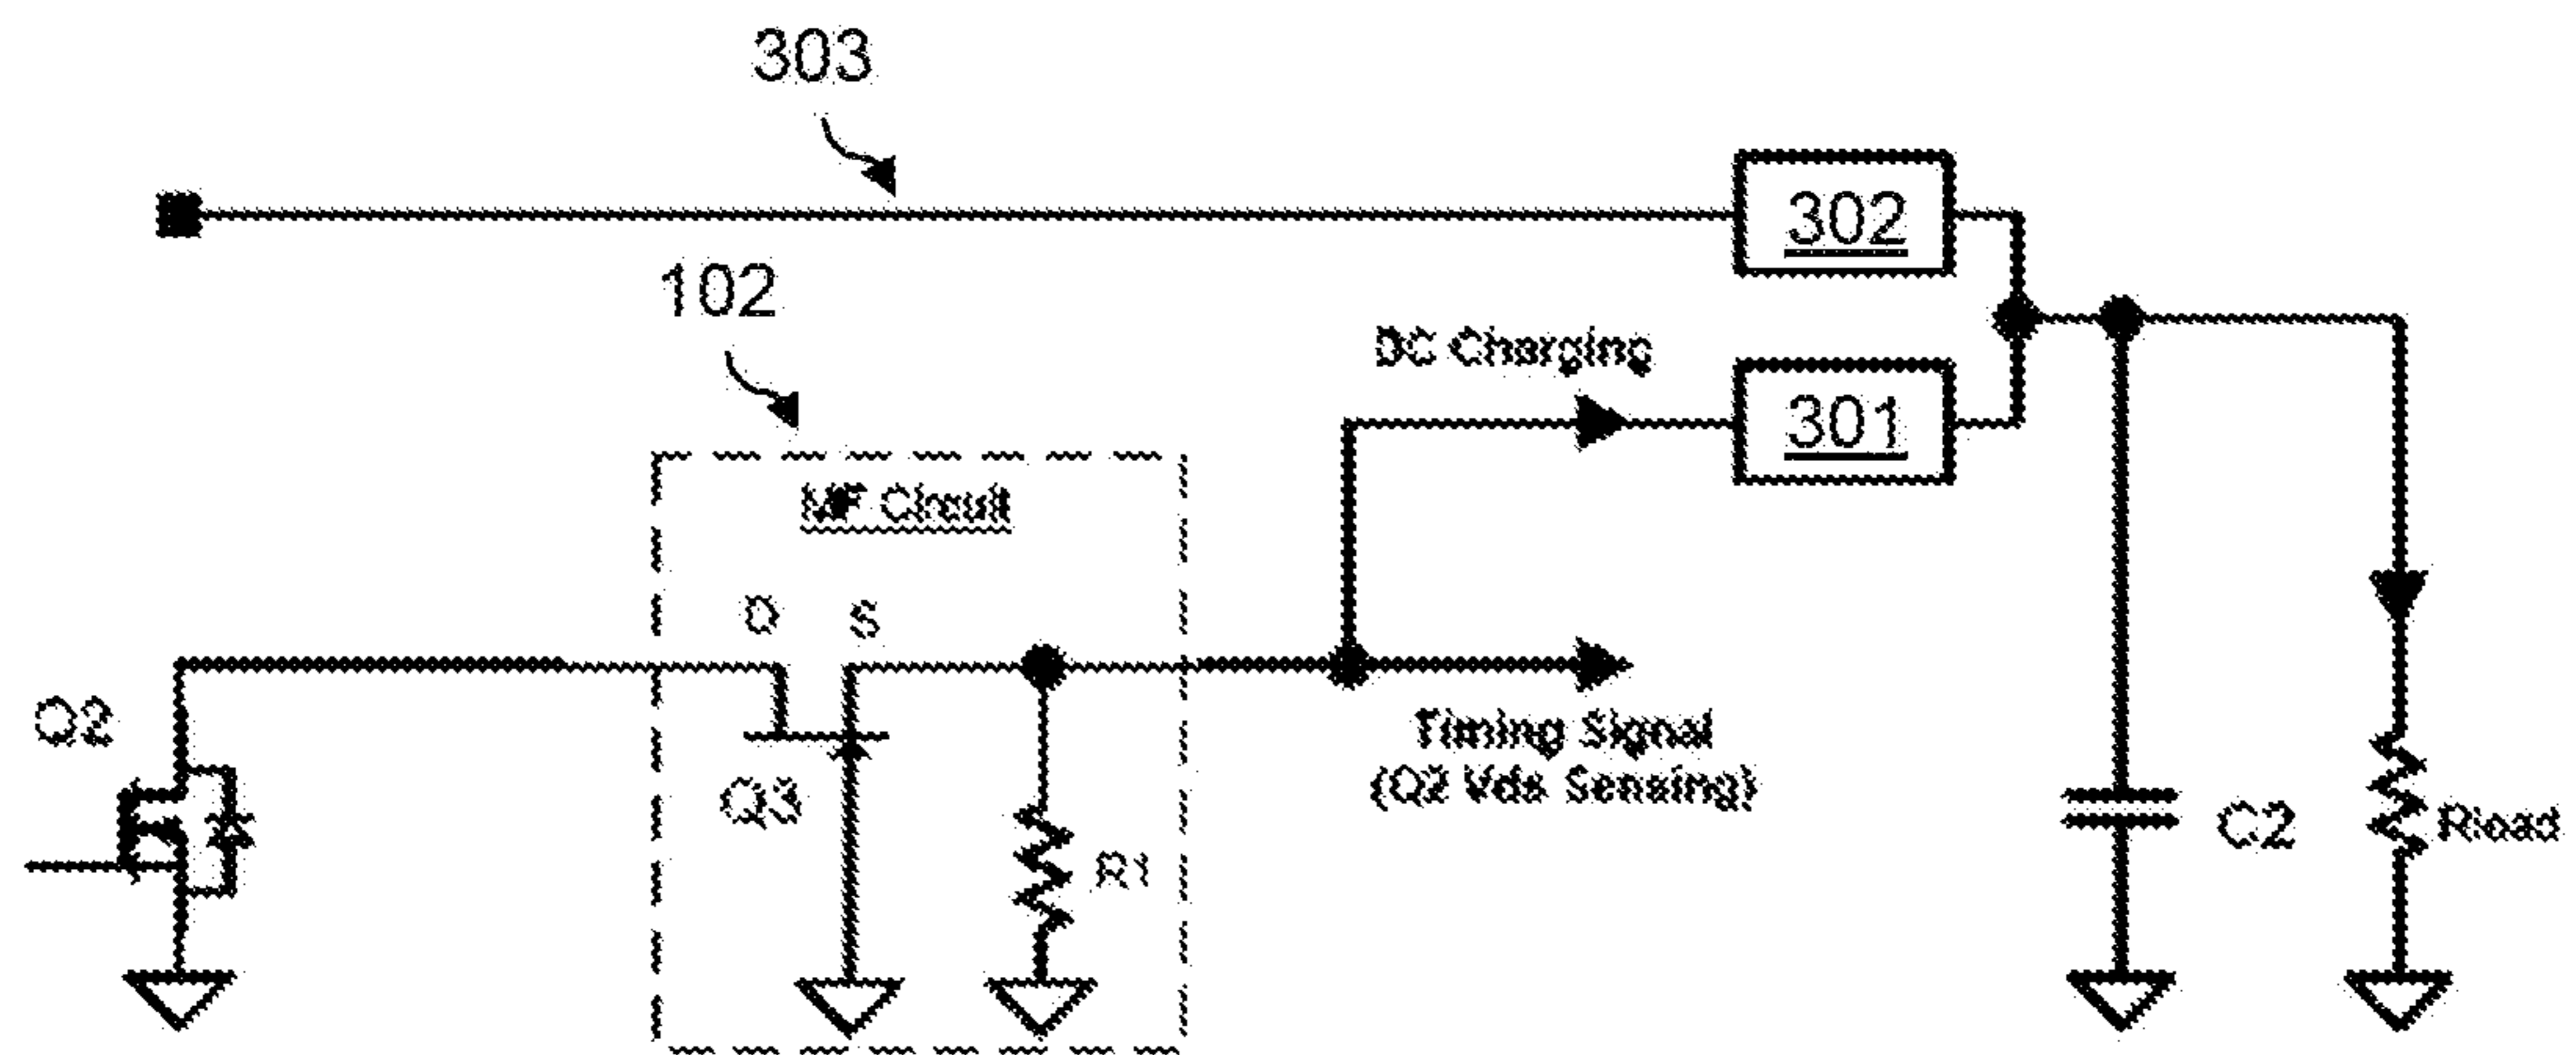 303
302
102
DC Charging
301
MF Circuit
D S
Q2
Timing Signal
(Q2 Vds Sensing)
Q3
R1
C2
Rload